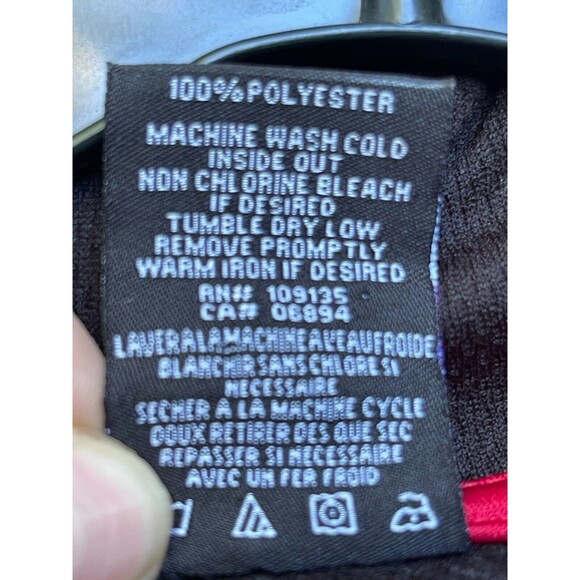 100% POLYESTER
MACHINE WASH COLD
INSIDE OUT
NON CHLORINE BLEACH
IF DESIRED
TUMBLE DRY LOW
REMOVE PROMPTLY
WARM IRON IF DESIRED
RN# 109135
CA# 06894
LAVER A LA MACHINE AVEAU FROIDE
BLANCHIR SANS CHLORE SI
NECESSAIRE
SECHER A LA MACHINE CYCLE
DOUX RETIRER DES QUE SEC
REPASSER SI NECESSAIRE
AVEC UN FER FROID